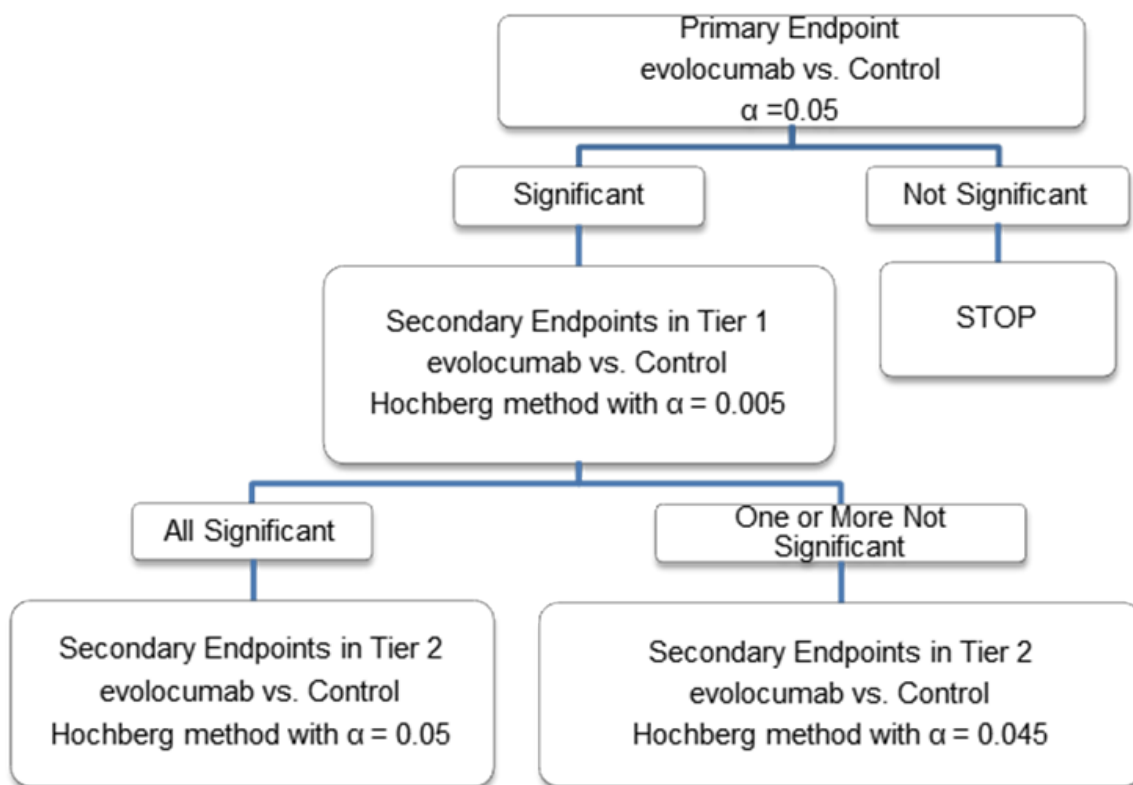 Primary Endpoint
evolocumab vs. Control
α =0.05
Significant
Not Significant
Secondary Endpoints in Tier 1
evolocumab vs. Control
Hochberg method with α = 0.005
STOP
All Significant
One or More Not
Significant
Secondary Endpoints in Tier 2
evolocumab vs. Control
Hochberg method with α = 0.05
Secondary Endpoints in Tier 2
evolocumab vs. Control
Hochberg method with α = 0.045